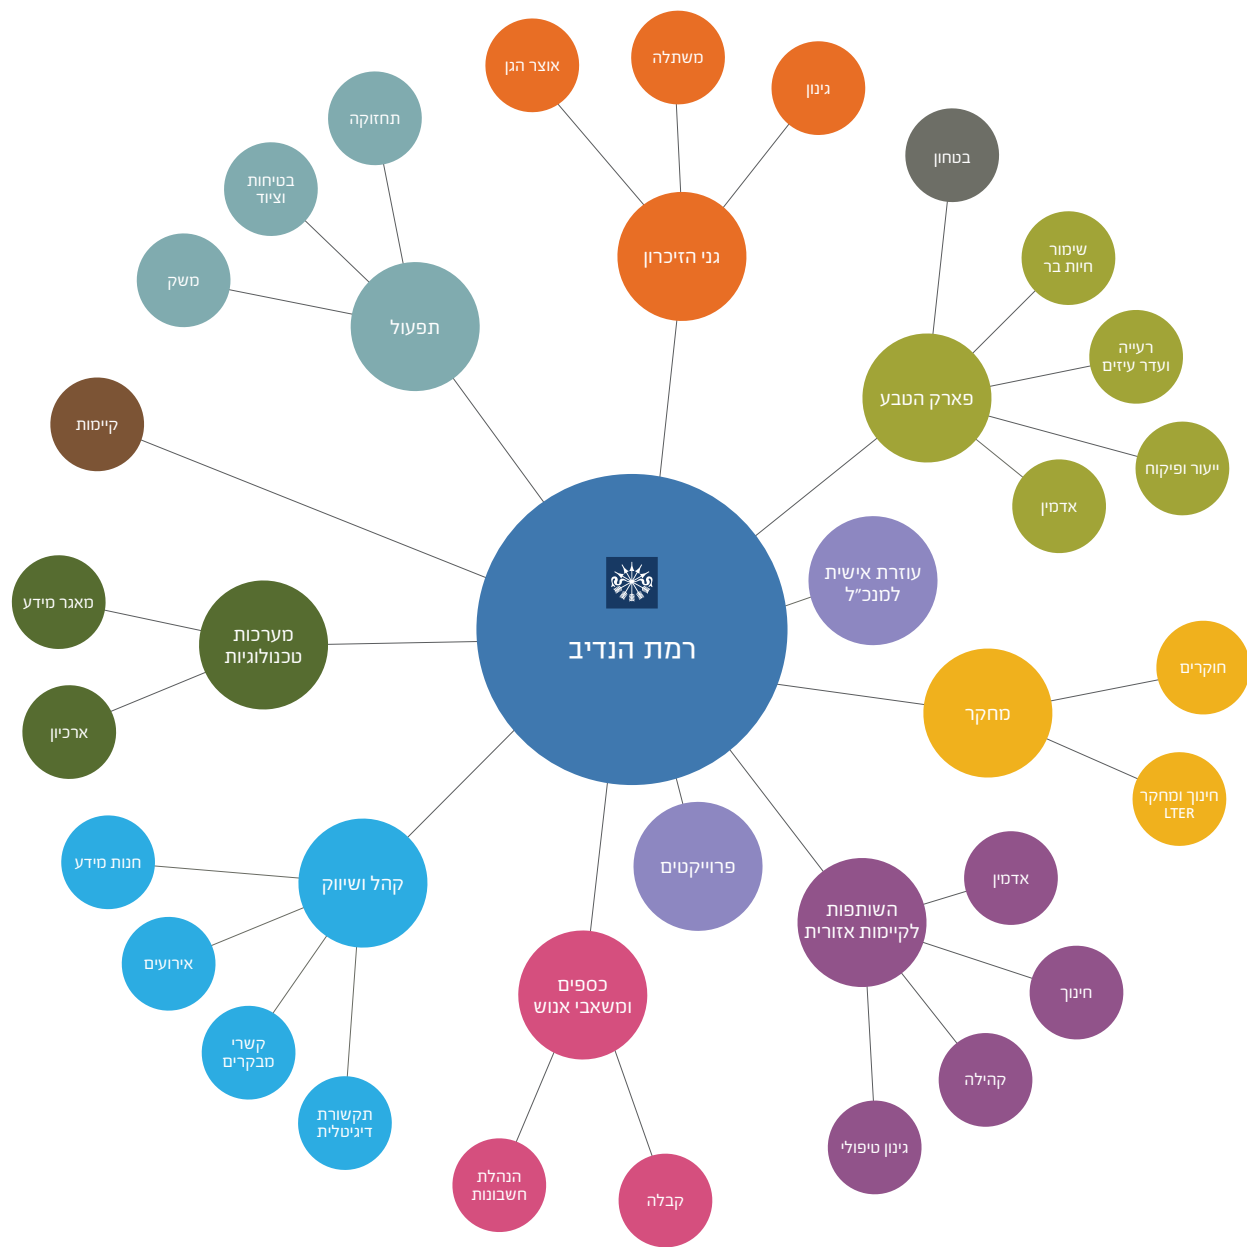 רמת הנדיב
גני הזיכרון
גינון
משתלה
אוצר הגן
פארק הטבע
בטחון
שימור
חיות בר
רעייה
ועדר עיזים
ייעור ופיקוח
אדמין
עוזרת אישית
למנכ״ל
מחקר
חוקרים
חינוך ומחקר
LTER
השותפות
לקיימות אזורית
אדמין
חינוך
קהילה
גינון טיפולי
פרוייקטים
כספים
ומשאבי אנוש
קבלה
הנהלת
חשבונות
קהל ושיווק
תקשורת
דיגיטלית
קשרי
מבקרים
אירועים
חנות מידע
מערכות
טכנולוגיות
ארכיון
מאגר מידע
קיימות
תפעול
משק
בטיחות
וציוד
תחזוקה